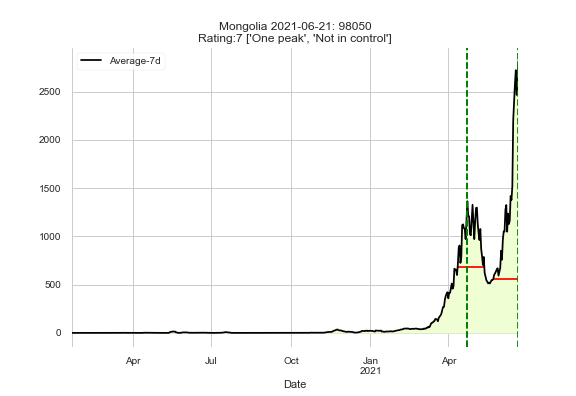 Mongolia 2021-06-21: 98050
Rating:7 ['One peak', 'Not in control']
Average-7d
2500
2000
1500
1000
500
0
Apr Jul Oct Jan Apr
2021
Date